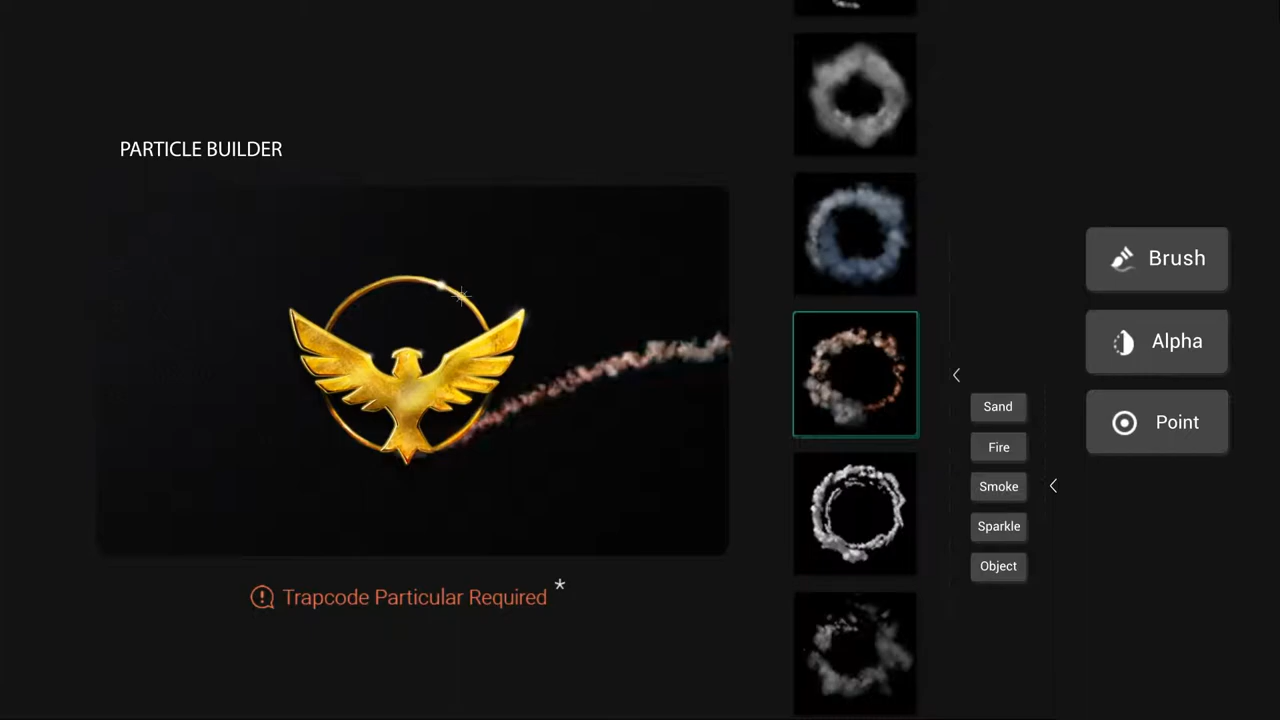 PARTICLE BUILDER
Trapcode Particular Required *
Sand
Fire
Smoke
Sparkle
Object
Brush
Alpha
Point